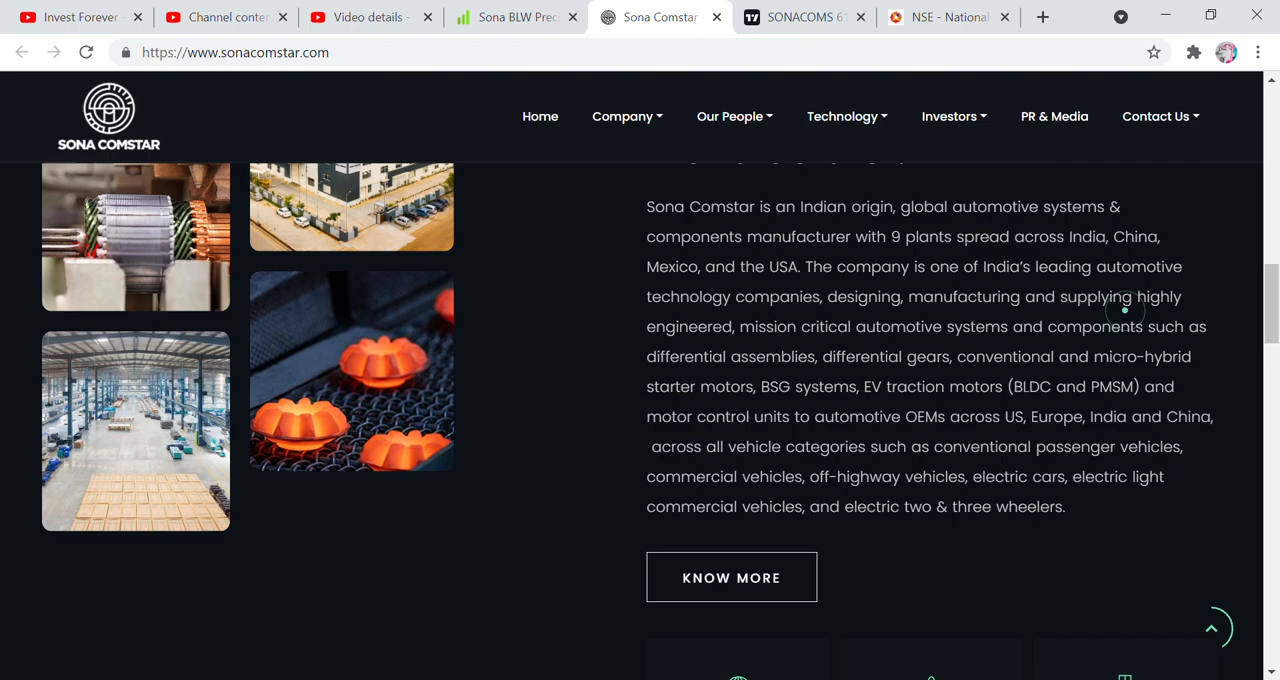 Invest Forever
Channel conter
Video details -
Sona BLW Prec
Sona Comstar
SONACOMS 61
NSE - National
https://www.sonacomstar.com
SONA COMSTAR
Home
Company
Our People
Technology
Investors
PR & Media
Contact Us
Sona Comstar is an Indian origin, global automotive systems &
components manufacturer with 9 plants spread across India, China,
Mexico, and the USA. The company is one of India's leading automotive
technology companies, designing, manufacturing and supplying highly
engineered, mission critical automotive systems and components such as
differential assemblies, differential gears, conventional and micro-hybrid
starter motors, BSG systems, EV traction motors (BLDC and PMSM) and
motor control units to automotive OEMs across US, Europe, India and China,
across all vehicle categories such as conventional passenger vehicles,
commercial vehicles, off-highway vehicles, electric cars, electric light
commercial vehicles, and electric two & three wheelers.
KNOW MORE